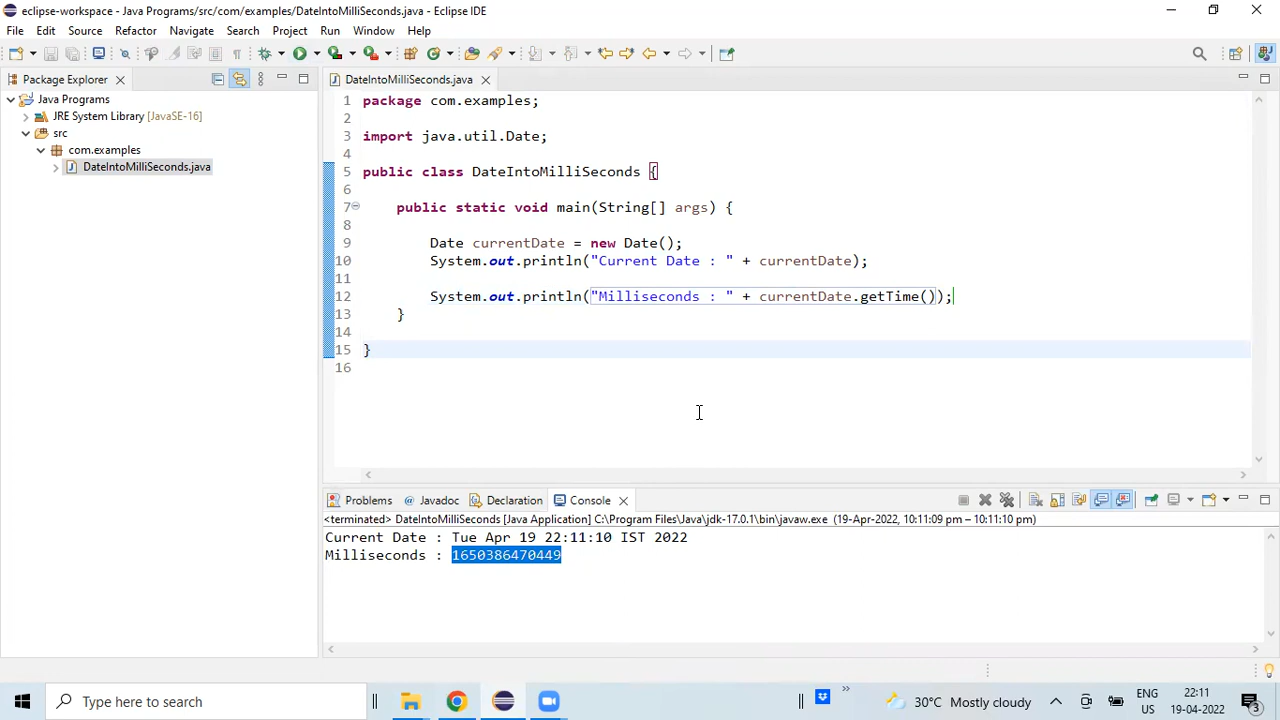 eclipse-workspace - Java Programs/src/com/examples/DateIntoMilliSeconds.java - Eclipse IDE
File Edit Source Refactor Navigate Search Project Run Window Help
Package Explorer
Java Programs
JRE System Library [JavaSE-16]
src
com.examples
DateIntoMilliSeconds.java
DateIntoMilliSeconds.java
1 package com.examples;
2
3 import java.util.Date;
4
5 public class DateIntoMilliSeconds {
6
7 public static void main(String[] args) {
8
9 Date currentDate = new Date();
10 System.out.println("Current Date : " + currentDate);
11
12 System.out.println("Milliseconds : " + currentDate.getTime());
13 }
14
15 }
16
Problems @ Javadoc Declaration Console
<terminated> DateIntoMilliSeconds [Java Application] C:\Program Files\Java\jdk-17.0.1\bin\javaw.exe (19-Apr-2022, 10:11:09 pm – 10:11:10 pm)
Current Date : Tue Apr 19 22:11:10 IST 2022
Milliseconds : 1650386470449
Type here to search
30°C Mostly cloudy
ENG
US
19-04-2022
3